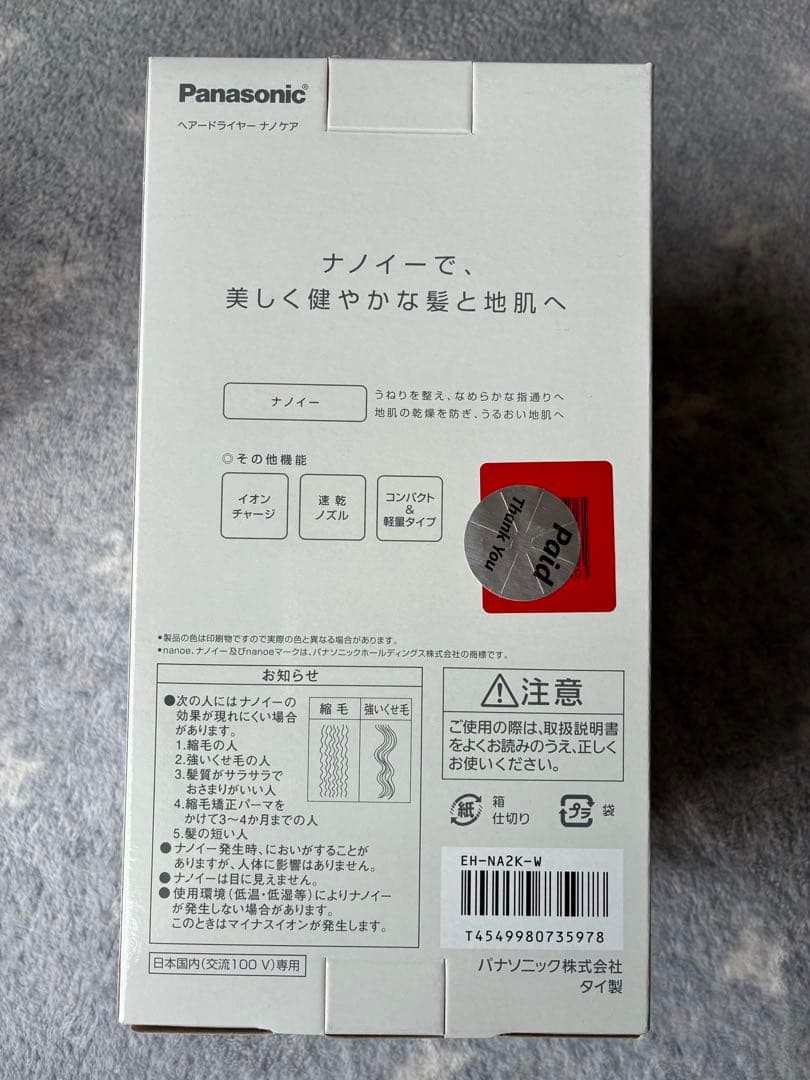 Panasonic®
ヘアードライヤー ナノケア
ナノイーで、
美しく健やかな髪と地肌へ
ナノイー
うねりを整え、なめらかな指通りへ
地肌の乾燥を防ぎ、うるおい地肌へ
◎その他機能
イオン
チャージ
速乾
ノズル
コンパクト
&
軽量タイプ
Paid
Thank You
●製品の色は印刷物ですので実際の色と異なる場合があります。
●nanoe、ナノイー及びnanoeマークは、パナソニックホールディングス株式会社の商標です。
お知らせ
●次の人にはナノイーの
効果が現れにくい場合
があります。
1.縮毛の人
2.強いくせ毛の人
3.髪質がサラサラで
おさまりがいい人
4.縮毛矯正パーマを
かけて3〜4か月までの人
5.髪の短い人
縮毛
強いくせ毛
●ナノイー発生時、においがすることが
ありますが、人体に影響はありません。
●ナノイーは目に見えません。
●使用環境(低温・低湿等)によりナノイー
が発生しない場合があります。
このときはマイナスイオンが発生します。
日本国内(交流100 V)専用
注意
ご使用の際は、取扱説明書
をよくお読みのうえ、正しく
お使いください。
紙
箱
仕切り
プラ
袋
EH-NA2K-W
T4549980735978
パナソニック株式会社
タイ製